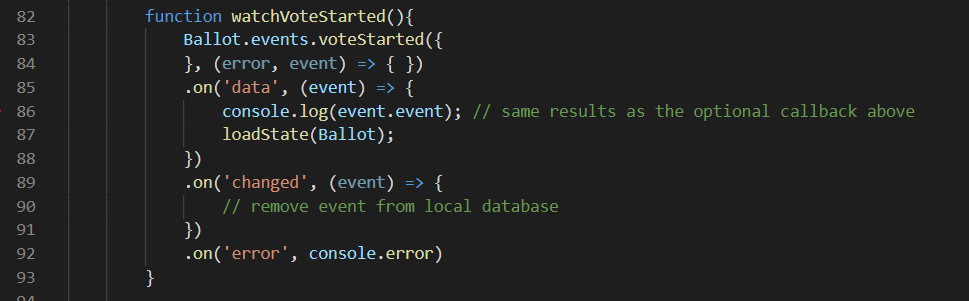 82 function watchVoteStarted(){
83 Ballot.events.voteStarted({
84 }, (error, event) => { })
85 .on('data', (event) => {
86 console.log(event.event); // same results as the optional callback above
87 loadState(Ballot);
88 })
89 .on('changed', (event) => {
90 // remove event from local database
91 })
92 .on('error', console.error)
93 }